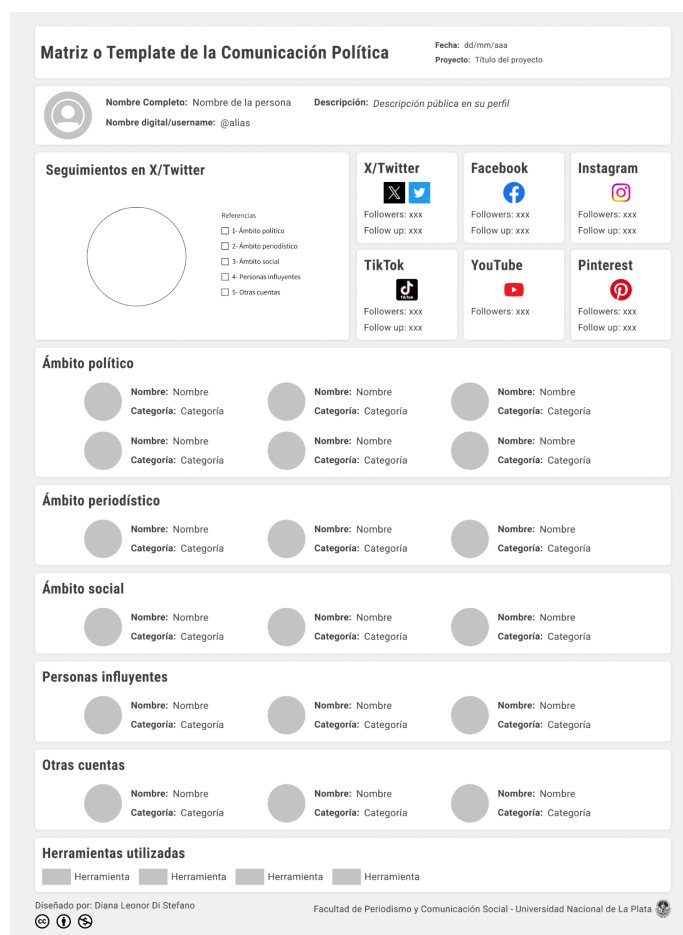 Matriz o Template de la Comunicación Política
Fecha: dd/mm/aaa
Proyecto: Título del proyecto
Nombre Completo: Nombre de la persona
Descripción: Descripción pública en su perfil
Nombre digital/username: @alias
Seguimientos en X/Twitter
Referencias
1- Ámbito político
2- Ámbito periodístico
3- Ámbito social
4- Personas influyentes
5- Otras cuentas
X/Twitter
Followers: xxx
Follow up: xxx
Facebook
Followers: xxx
Follow up: xxx
Instagram
Followers: xxx
Follow up: xxx
TikTok
TikTok
Followers: xxx
Follow up: xxx
YouTube
Followers: xxx
Pinterest
Followers: xxx
Follow up: xxx
Ámbito político
Nombre: Nombre
Categoría: Categoría
Nombre: Nombre
Categoría: Categoría
Nombre: Nombre
Categoría: Categoría
Nombre: Nombre
Categoría: Categoría
Nombre: Nombre
Categoría: Categoría
Nombre: Nombre
Categoría: Categoría
Ámbito periodístico
Nombre: Nombre
Categoría: Categoría
Nombre: Nombre
Categoría: Categoría
Nombre: Nombre
Categoría: Categoría
Ámbito social
Nombre: Nombre
Categoría: Categoría
Nombre: Nombre
Categoría: Categoría
Nombre: Nombre
Categoría: Categoría
Personas influyentes
Nombre: Nombre
Categoría: Categoría
Nombre: Nombre
Categoría: Categoría
Nombre: Nombre
Categoría: Categoría
Otras cuentas
Nombre: Nombre
Categoría: Categoría
Nombre: Nombre
Categoría: Categoría
Nombre: Nombre
Categoría: Categoría
Herramientas utilizadas
Herramienta
Herramienta
Herramienta
Herramienta
Diseñado por: Diana Leonor Di Stefano
cc
Facultad de Periodismo y Comunicación Social - Universidad Nacional de La Plata